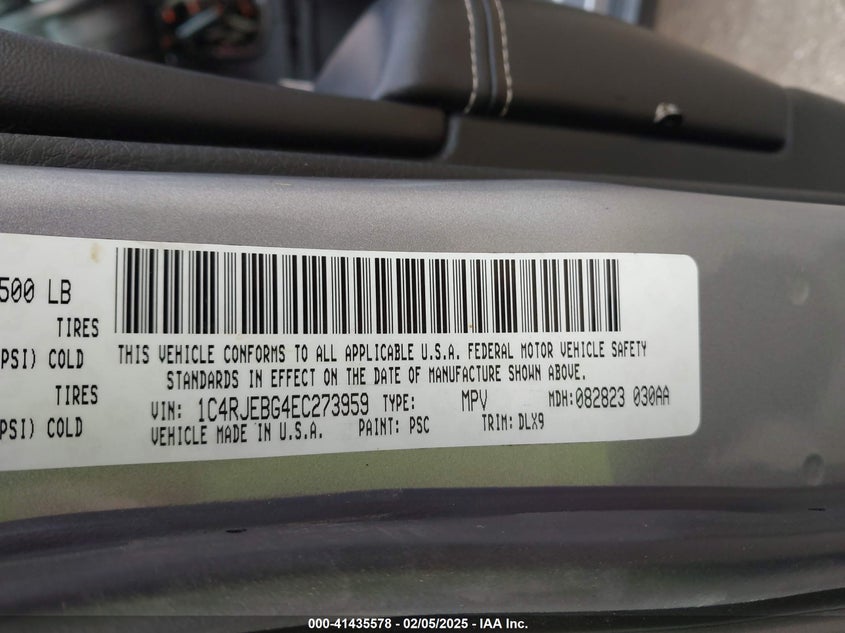 500 LB
TIRES
PSI) COLD
TIRES
PSI) COLD
THIS VEHICLE CONFORMS TO ALL APPLICABLE U.S.A. FEDERAL MOTOR VEHICLE SAFETY
STANDARDS IN EFFECT ON THE DATE OF MANUFACTURE SHOWN ABOVE.
VIN: 1C4RJEBG4EC273959 TYPE: MPV MDH: 082823 030AA
VEHICLE MADE IN U.S.A. PAINT: PSC TRIM: DLX9
000-41435578 - 02/05/2025 - IAA Inc.